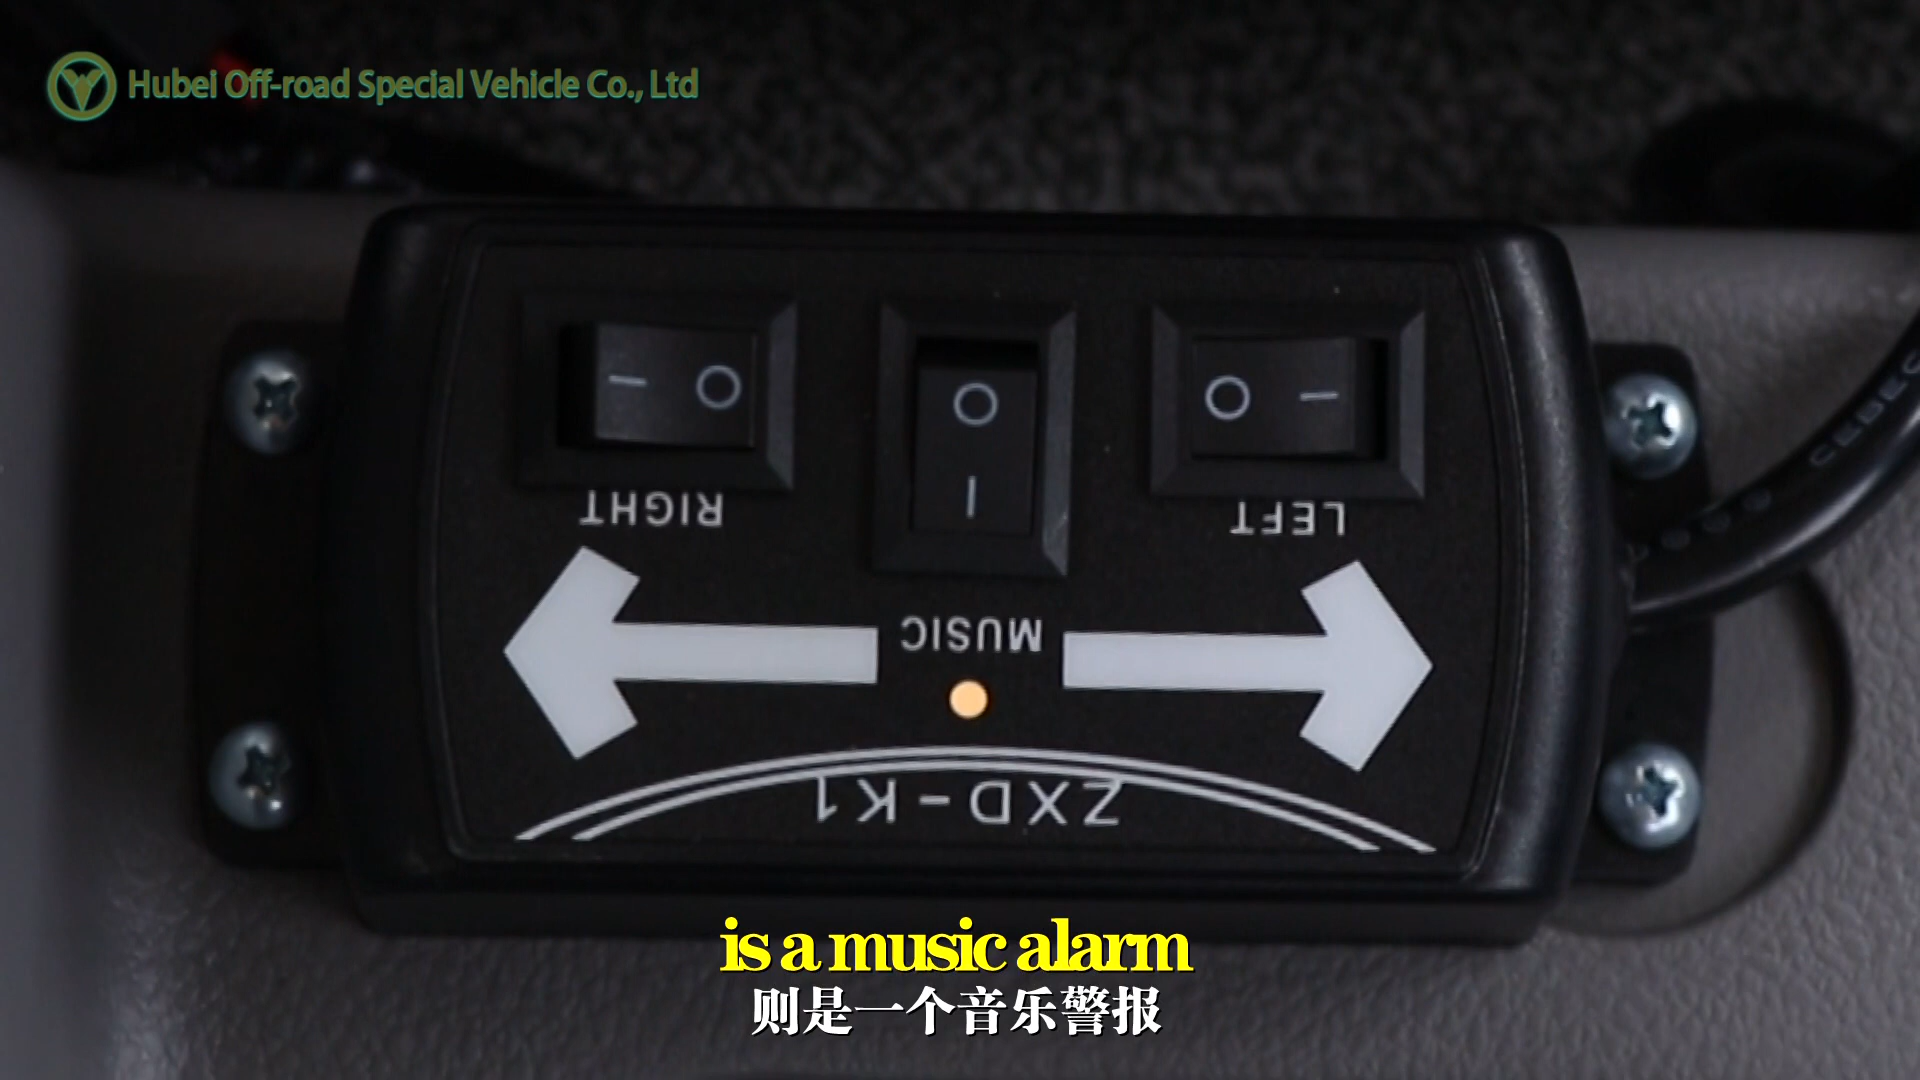 Hubei Off-road Special Vehicle Co., Ltd
RIGHT
LEFT
MUSIC
ZXD-K1
is a music alarm
则是一个音乐警报